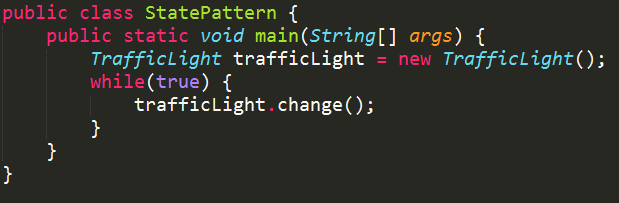 public class StatePattern {
    public static void main(String[] args) {
        TrafficLight trafficLight = new TrafficLight();
        while(true) {
            trafficLight.change();
        }
    }
}